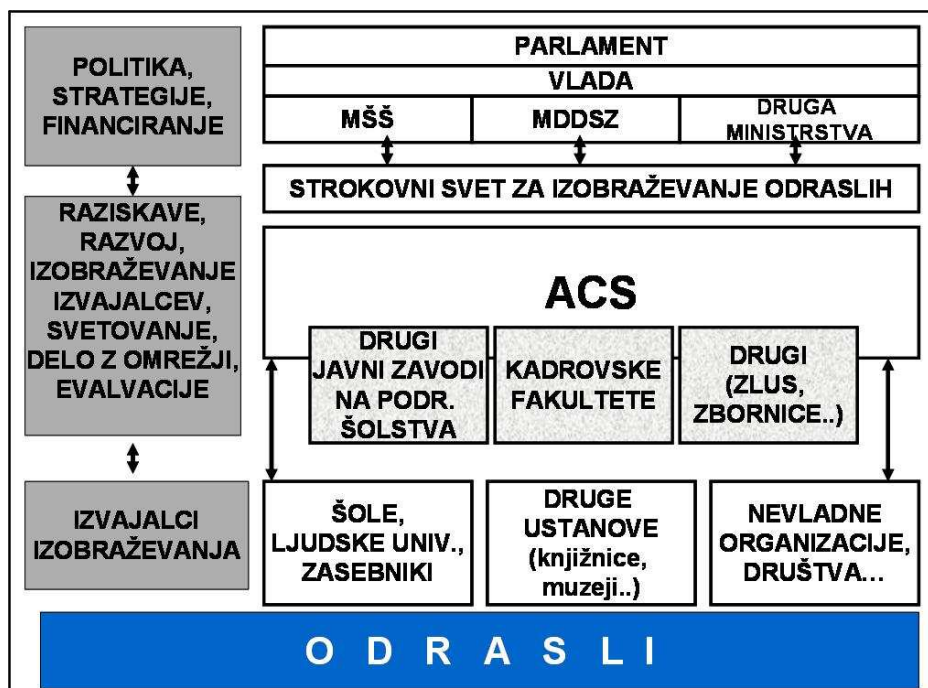 POLITIKA,
STRATEGIJE,
FINANCIRANJE
PARLAMENT
VLADA
MŠŠ
MDDSZ
DRUGA
MINISTRSTVA
STROKOVNI SVET ZA IZOBRAŽEVANJE ODRASLIH
RAZISKAVE,
RAZVOJ,
IZOBRAŽEVANJE
IZVAJALCEV,
SVETOVANJE,
DELO Z OMREŽJI,
EVALVACIJE
ACS
DRUGI
JAVNI ZAVODI
NA PODR.
ŠOLSTVA
KADROVSKE
FAKULTETE
DRUGI
(ZLUS,
ZBORNICE..)
IZVAJALCI
IZOBRAŽEVANJA
ŠOLE,
LJUDSKE UNIV.,
ZASEBNIKI
DRUGE
USTANOVE
(knjižnice,
muzeji..)
NEVLADNE
ORGANIZACIJE,
DRUŠTVA...
O D R A S L I